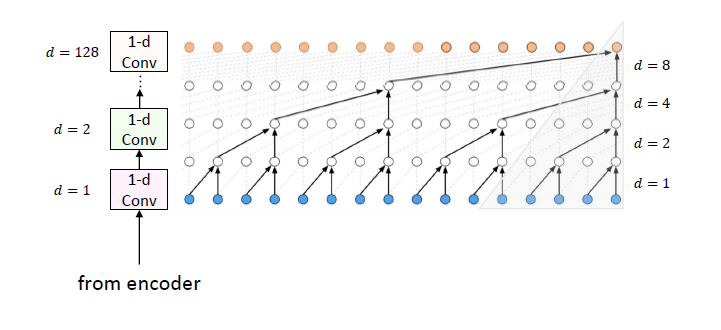 d = 128
1-d
Conv
⋮
d = 2
1-d
Conv
d = 1
1-d
Conv
from encoder
d = 8
d = 4
d = 2
d = 1